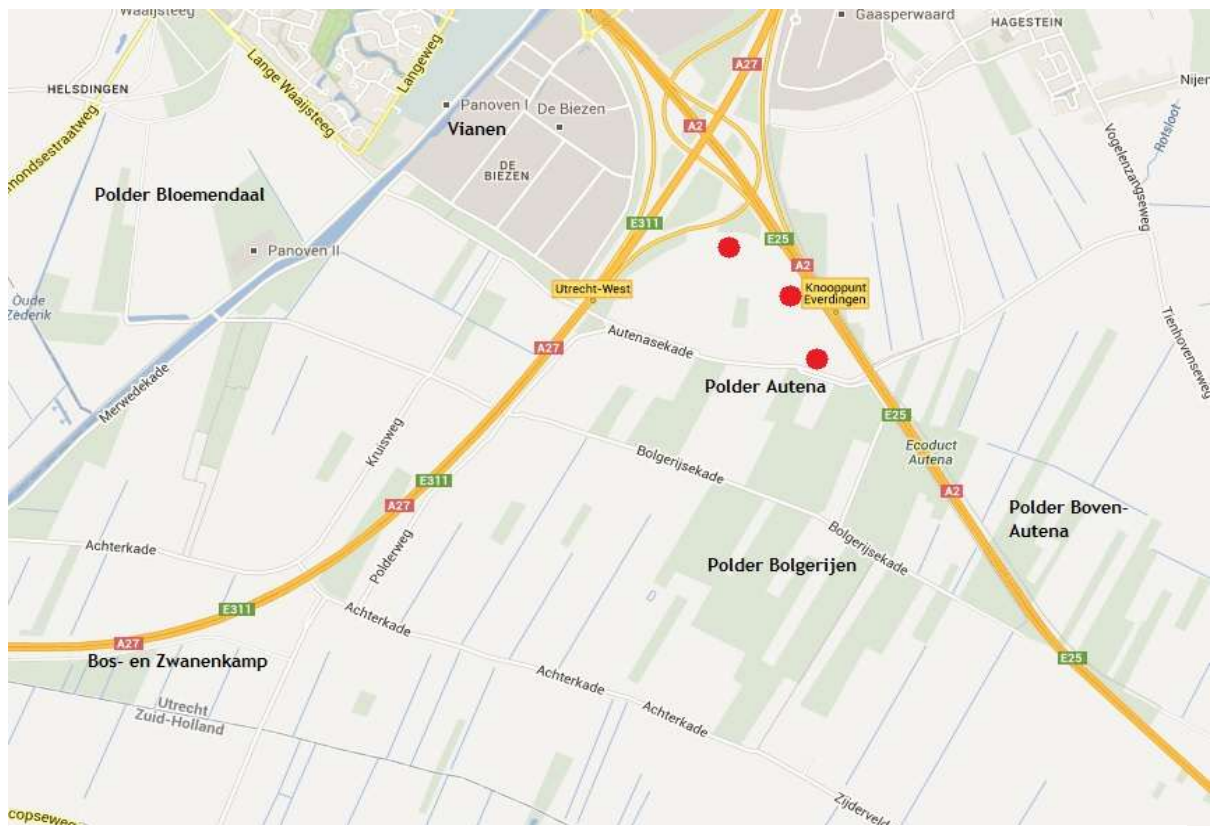 Waaijsteeg
Gaasperwaard
HAGESTEIN
Lange Waaijsteeg
Langeweg
A27
HELSDINGEN
Nijen
Panoven I
De Biezen
Vianen
A2
mondsestraatweg
Rotsloot
Vogelenzangseweg
DE
BIEZEN
Polder Bloemendaal
E311
E25
Panoven II
A2
Utrecht-West
Knooppunt
Everdingen
Oude
Zederik
Autenasekade
Tienhovenseweg
A27
Merwedekade
Polder Autena
E25
Kruisweg
Ecoduct
Autena
Bolgerijsekade
E311
A2
A27
Polder Boven-
Autena
Bolgerijsekade
Achterkade
Polderweg
Polder Bolgerijen
E311
Achterkade
A27
E25
Bos- en Zwanenkamp
Achterkade
Utrecht
Zuid-Holland
Achterkade
Zijderveld
copseweg